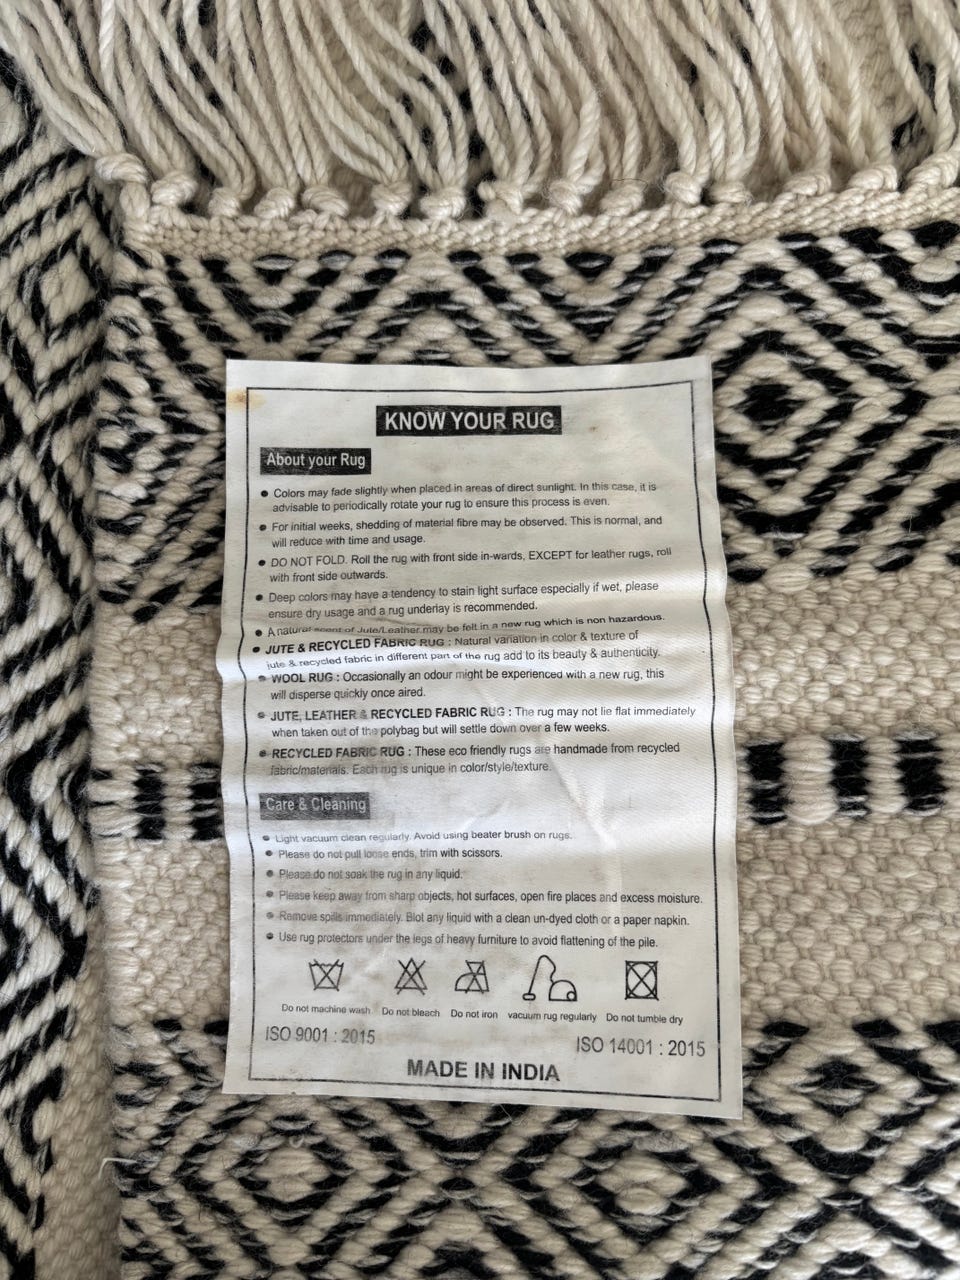 KNOW YOUR RUG
About your Rug
● Colors may fade slightly when placed in areas of direct sunlight. In this case, it is
advisable to periodically rotate your rug to ensure this process is even.
● For initial weeks, shedding of material fibre may be observed. This is normal, and
will reduce with time and usage.
● DO NOT FOLD. Roll the rug with front side in-wards, EXCEPT for leather rugs, roll
with front side outwards.
● Deep colors may have a tendency to stain light surface especially if wet, please
ensure dry usage and a rug underlay is recommended.
● A natural scent of Jute/Leather may be felt in a new rug which is non hazardous.
● JUTE & RECYCLED FABRIC RUG : Natural variation in color & texture of
jute & recycled fabric in different part of the rug add to its beauty & authenticity.
● WOOL RUG : Occasionally an odour might be experienced with a new rug, this
will disperse quickly once aired.
● JUTE, LEATHER & RECYCLED FABRIC RUG : The rug may not lie flat immediately
when taken out of the polybag but will settle down over a few weeks.
● RECYCLED FABRIC RUG : These eco friendly rugs are handmade from recycled
fabric/materials. Each rug is unique in color/style/texture.
Care & Cleaning
● Light vacuum clean regularly. Avoid using beater brush on rugs.
● Please do not pull loose ends, trim with scissors.
● Please do not soak the rug in any liquid.
● Please keep away from sharp objects, hot surfaces, open fire places and excess moisture.
● Remove spills immediately. Blot any liquid with a clean un-dyed cloth or a paper napkin.
● Use rug protectors under the legs of heavy furniture to avoid flattening of the pile.
Do not machine wash Do not bleach Do not iron vacuum rug regularly Do not tumble dry
ISO 9001 : 2015 ISO 14001 : 2015
MADE IN INDIA